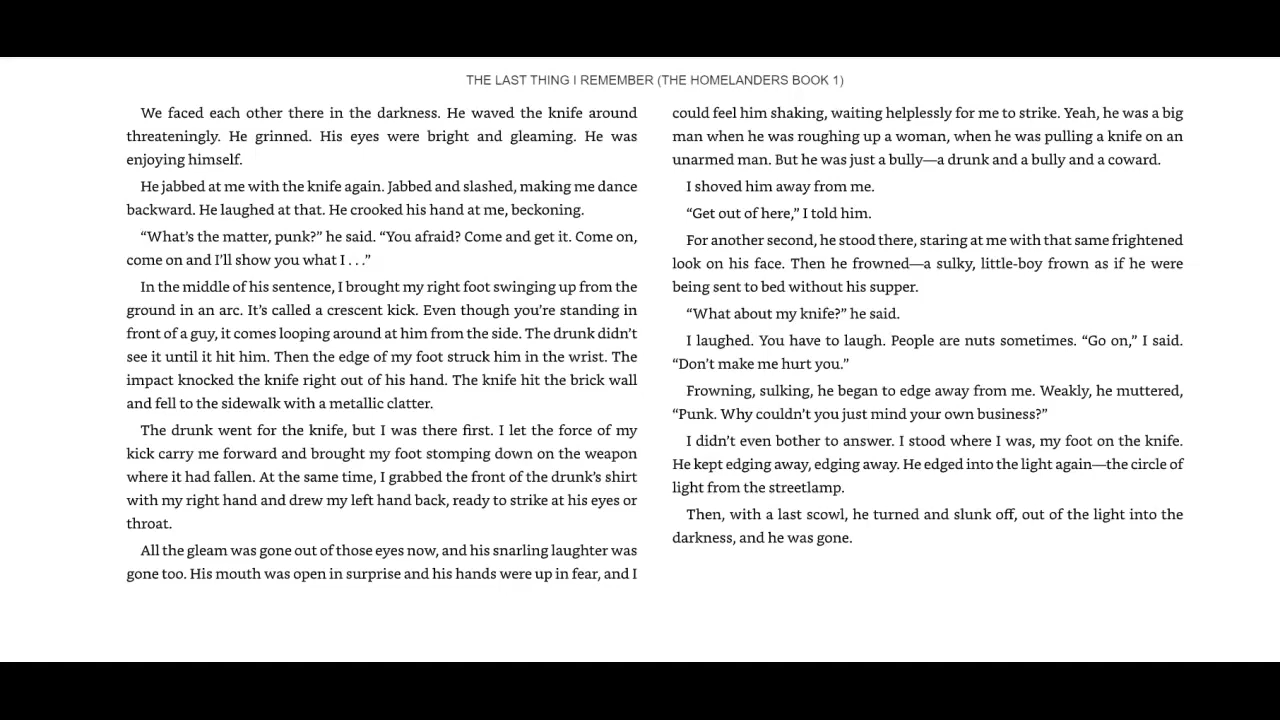 THE LAST THING I REMEMBER (THE HOMELANDERS BOOK 1)
We faced each other there in the darkness. He waved the knife around
threateningly. He grinned. His eyes were bright and gleaming. He was
enjoying himself.
He jabbed at me with the knife again. Jabbed and slashed, making me dance
backward. He laughed at that. He crooked his hand at me, beckoning.
“What’s the matter, punk?” he said. “You afraid? Come and get it. Come on,
come on and I’ll show you what I . . .”
In the middle of his sentence, I brought my right foot swinging up from the
ground in an arc. It’s called a crescent kick. Even though you’re standing in
front of a guy, it comes looping around at him from the side. The drunk didn’t
see it until it hit him. Then the edge of my foot struck him in the wrist. The
impact knocked the knife right out of his hand. The knife hit the brick wall
and fell to the sidewalk with a metallic clatter.
The drunk went for the knife, but I was there first. I let the force of my
kick carry me forward and brought my foot stomping down on the weapon
where it had fallen. At the same time, I grabbed the front of the drunk’s shirt
with my right hand and drew my left hand back, ready to strike at his eyes or
throat.
All the gleam was gone out of those eyes now, and his snarling laughter was
gone too. His mouth was open in surprise and his hands were up in fear, and I
could feel him shaking, waiting helplessly for me to strike. Yeah, he was a big
man when he was roughing up a woman, when he was pulling a knife on an
unarmed man. But he was just a bully—a drunk and a bully and a coward.
I shoved him away from me.
“Get out of here,” I told him.
For another second, he stood there, staring at me with that same frightened
look on his face. Then he frowned—a sulky, little-boy frown as if he were
being sent to bed without his supper.
“What about my knife?” he said.
I laughed. You have to laugh. People are nuts sometimes. “Go on,” I said.
“Don’t make me hurt you.”
Frowning, sulking, he began to edge away from me. Weakly, he muttered,
“Punk. Why couldn’t you just mind your own business?”
I didn’t even bother to answer. I stood where I was, my foot on the knife.
He kept edging away, edging away. He edged into the light again—the circle of
light from the streetlamp.
Then, with a last scowl, he turned and slunk off, out of the light into the
darkness, and he was gone.